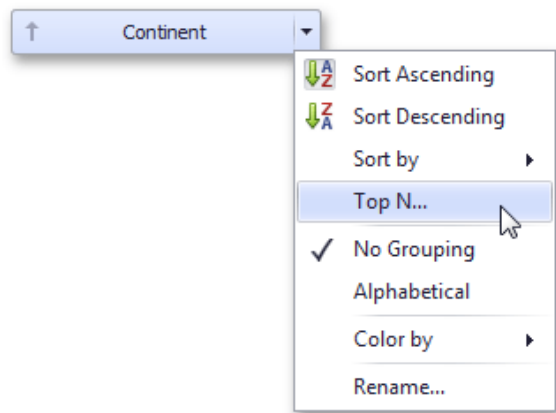 Continent
Sort Ascending
Sort Descending
Sort by
Top N...
No Grouping
Alphabetical
Color by
Rename...